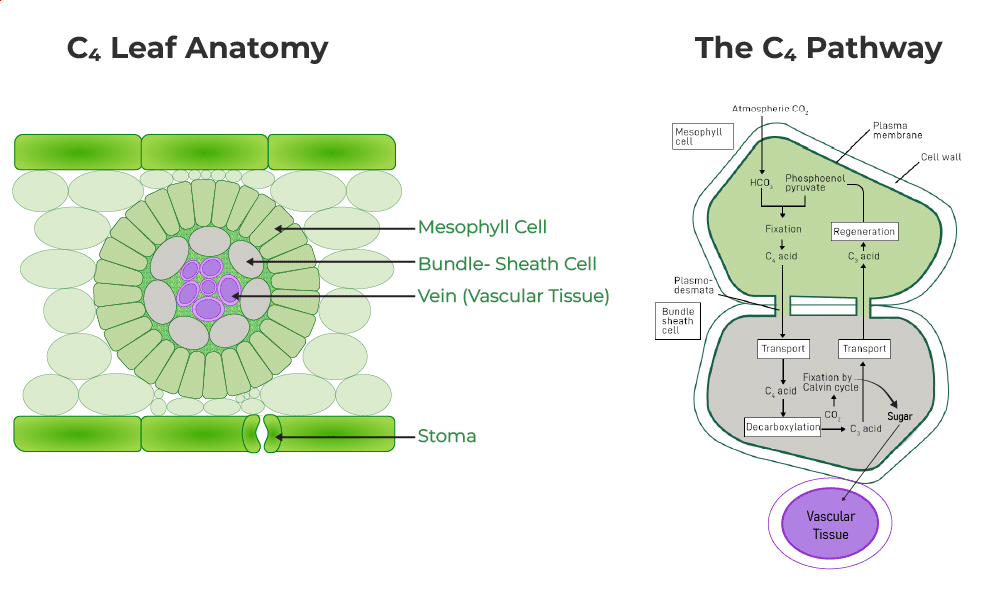 C₄ Leaf Anatomy
The C₄ Pathway
Mesophyll Cell
Bundle- Sheath Cell
Vein (Vascular Tissue)
Stoma
Atmospheric CO₂
Mesophyll
cell
Plasma
membrane
Cell wall
HCO₃
Phosphoenol
pyruvate
Fixation
Regeneration
C₄ acid
C₃ acid
Plasmo-
desmata
Bundle
sheath
cell
Transport
Transport
Fixation by
Calvin cycle
C₄ acid
CO₂
Sugar
Decarboxylation
C₃ acid
Vascular
Tissue